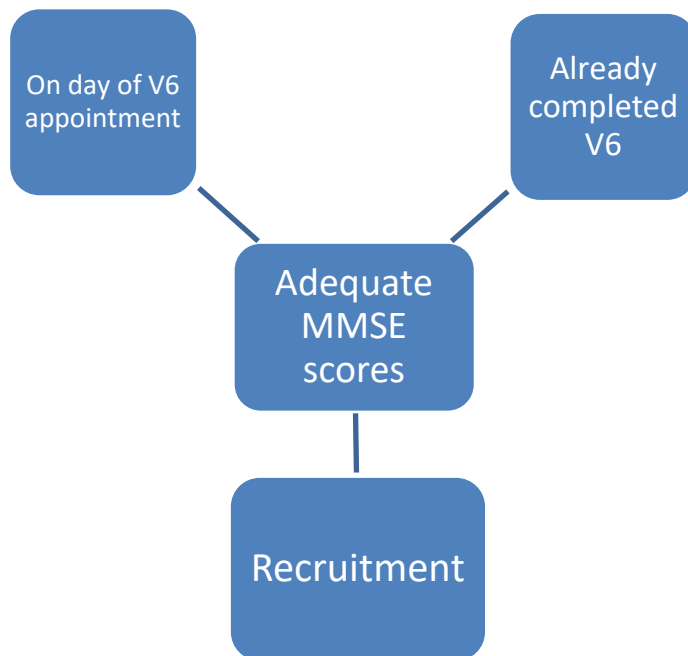 On day of V6
appointment
Already
completed
V6
Adequate
MMSE
scores
Recruitment